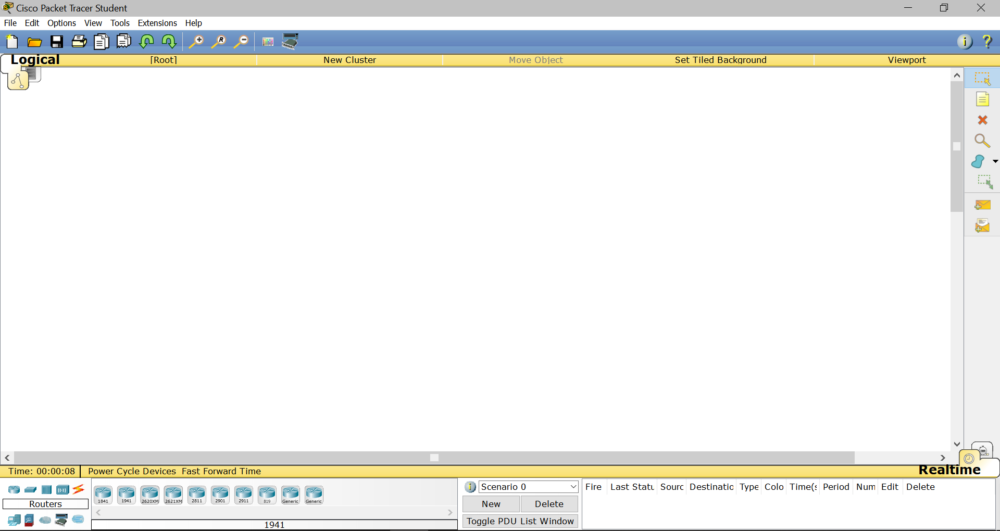 Cisco Packet Tracer Student
File Edit Options View Tools Extensions Help
Logical [Root] New Cluster Move Object Set Tiled Background Viewport
Time: 00:00:08 Power Cycle Devices Fast Forward Time Realtime
Scenario 0 Fire Last Statu Sourc Destinatio Type Colo Time(s Period Num Edit Delete
1841 1941 2620XM 2621XM 2811 2901 2911 819 Generic Generic
Routers New Delete
Toggle PDU List Window
1941